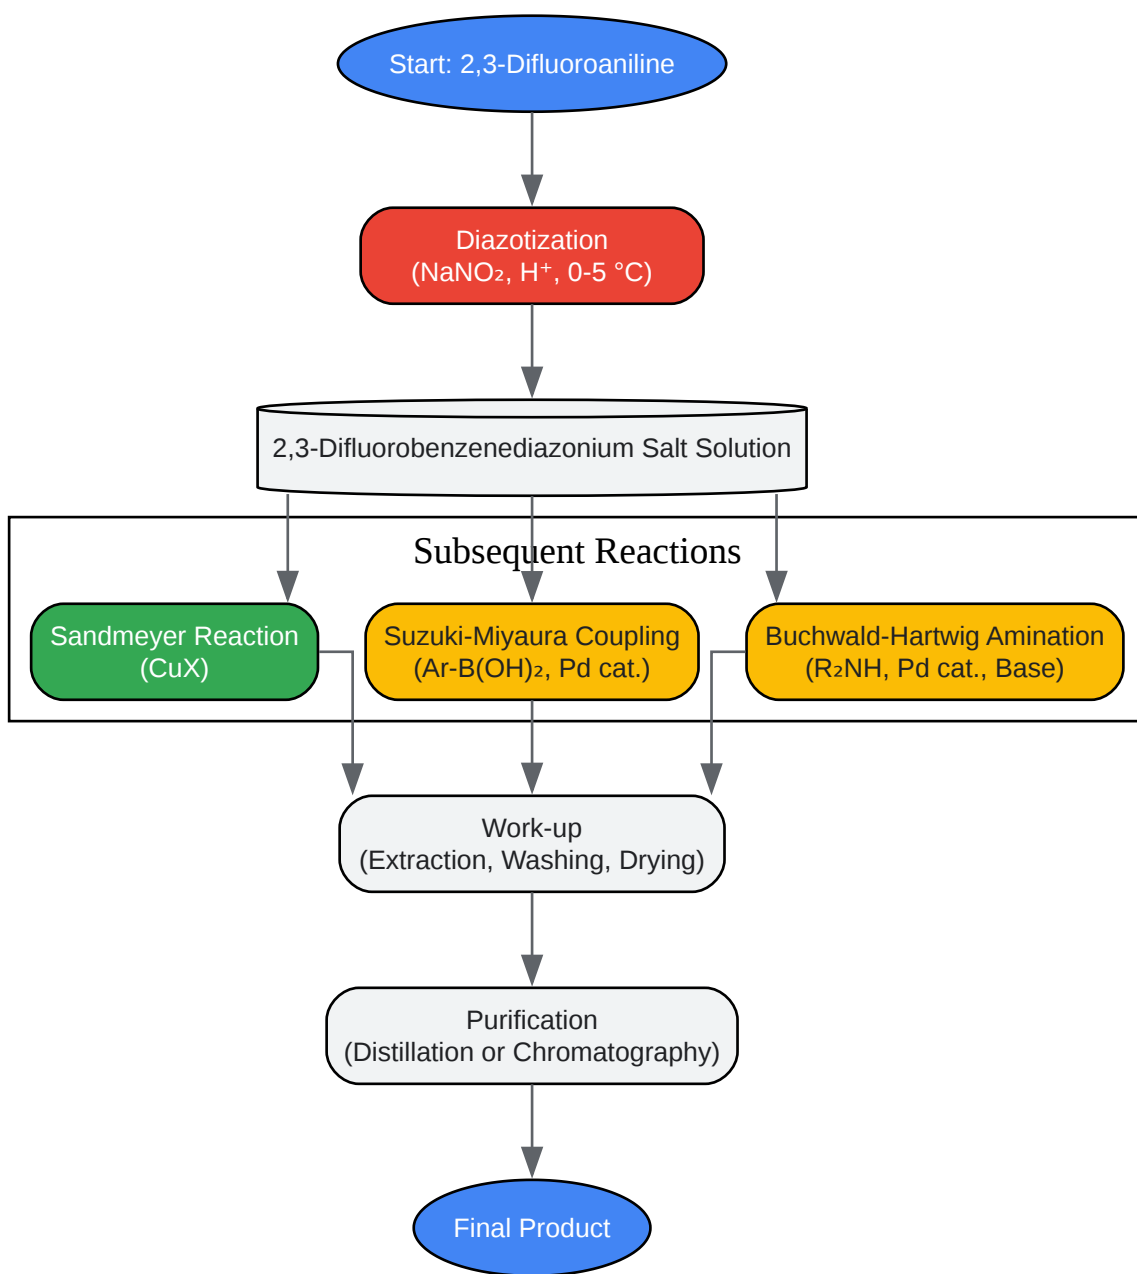 Start: 2,3-Difluoroaniline
Diazotization
(NaNO₂, H⁺, 0-5 °C)
2,3-Difluorobenzenediazonium Salt Solution
Subsequent Reactions
Sandmeyer Reaction
(CuX)
Suzuki-Miyaura Coupling
(Ar-B(OH)₂, Pd cat.)
Buchwald-Hartwig Amination
(R₂NH, Pd cat., Base)
Work-up
(Extraction, Washing, Drying)
Purification
(Distillation or Chromatography)
Final Product